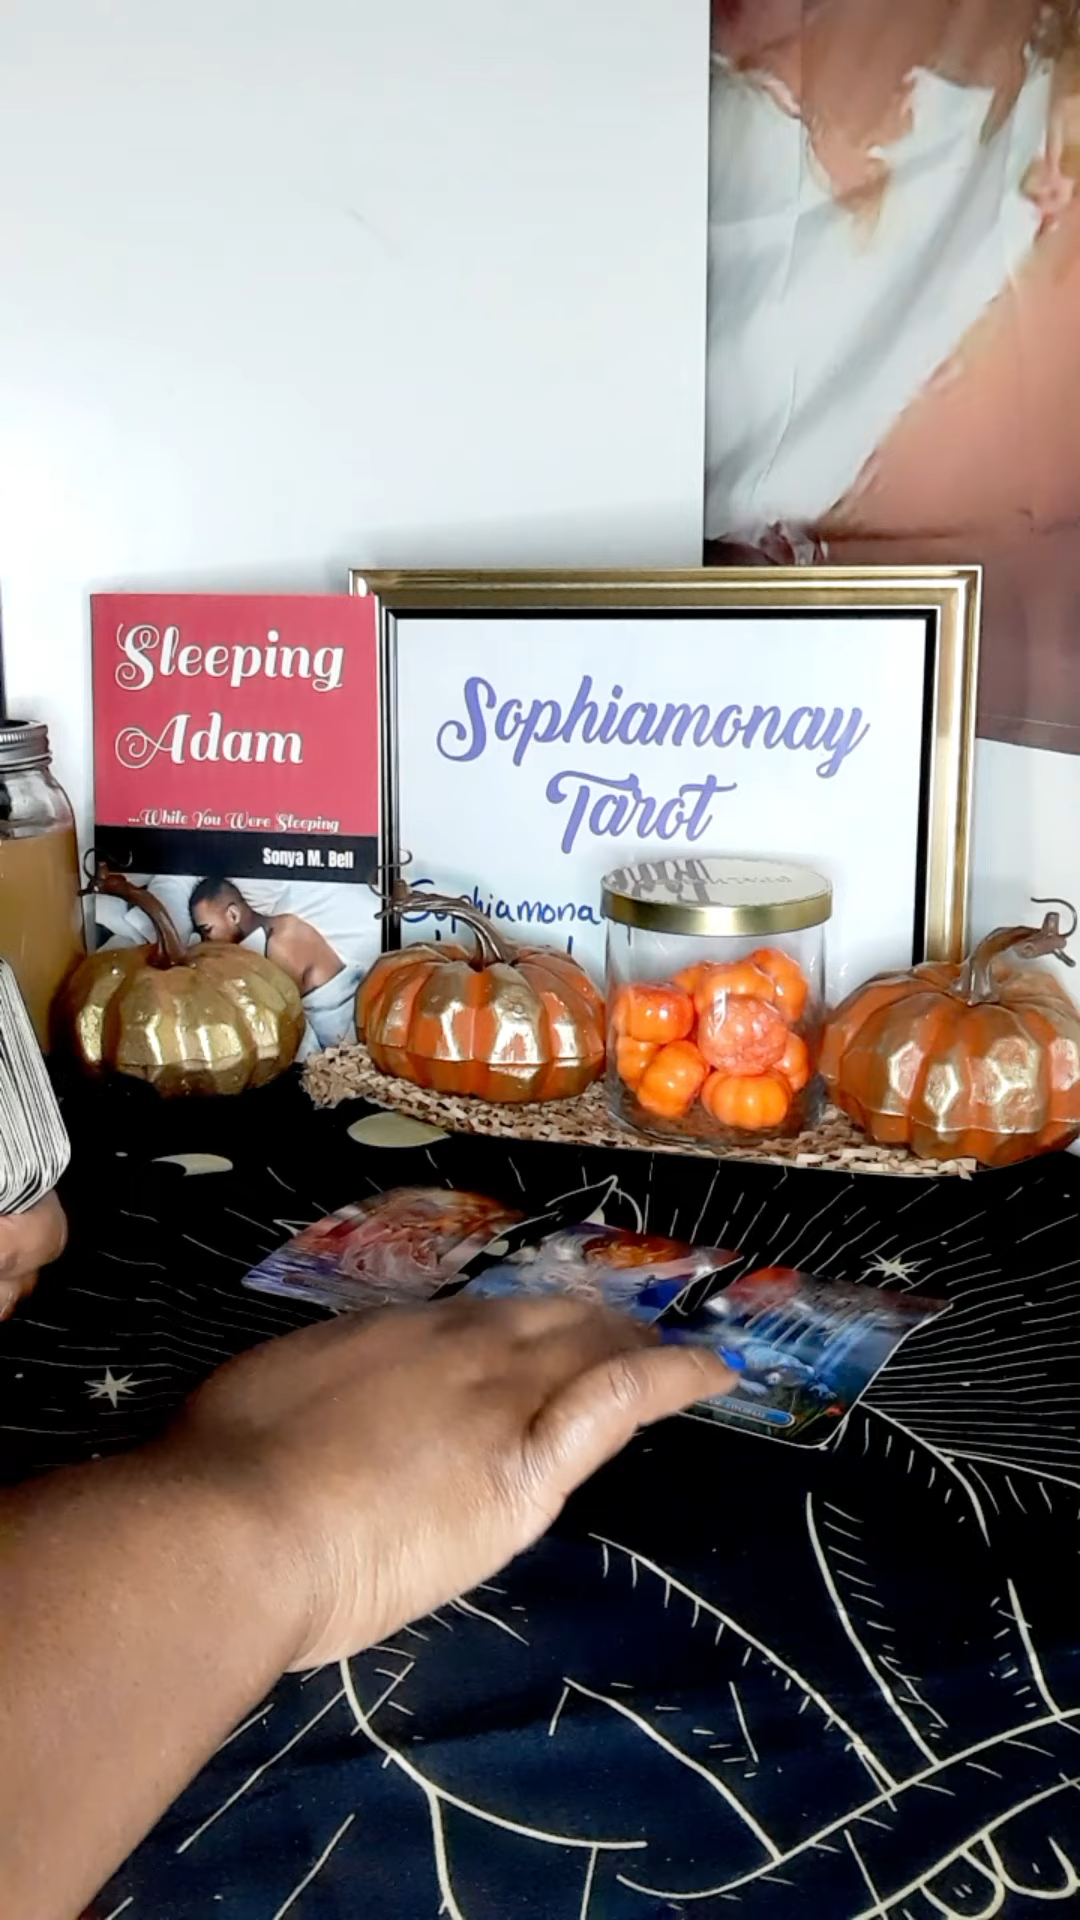 Sleeping
Adam
...While You Were Sleeping
Sonya M. Bell
Sophiamonay
Tarot
Sophiamona